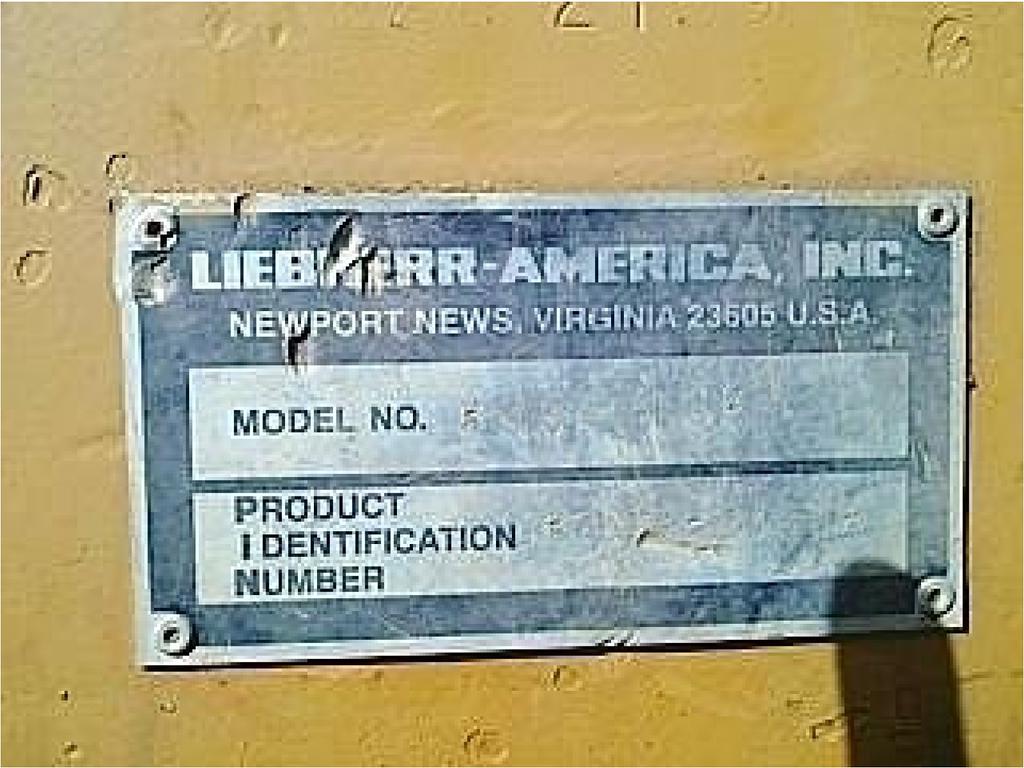 LIEBHERR-AMERICA, INC.
NEWPORT NEWS, VIRGINIA 23605 U.S.A.
MODEL NO.
PRODUCT
IDENTIFICATION
NUMBER